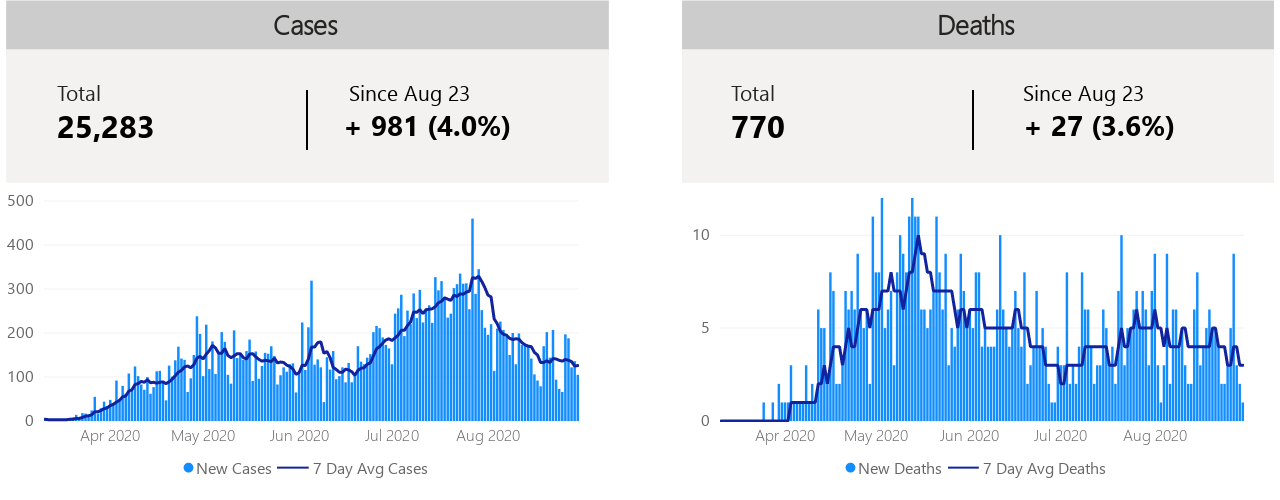 Cases
Total
25,283
Since Aug 23
+ 981 (4.0%)
500
400
300
200
100
0
Apr 2020 May 2020 Jun 2020 Jul 2020 Aug 2020
New Cases 7 Day Avg Cases
Deaths
Total
770
Since Aug 23
+ 27 (3.6%)
10
5
0
Apr 2020 May 2020 Jun 2020 Jul 2020 Aug 2020
New Deaths 7 Day Avg Deaths